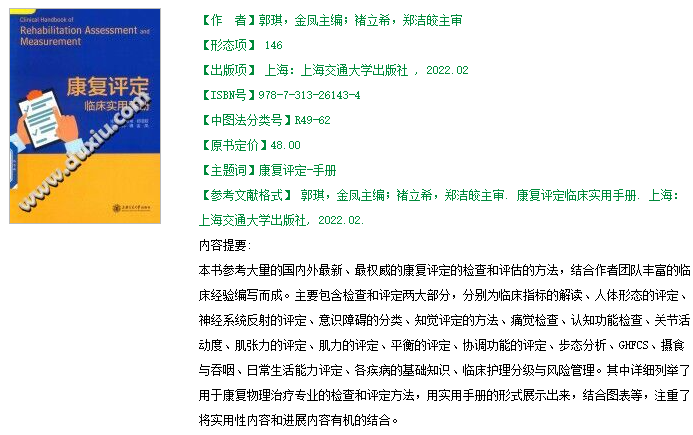 Clinical Handbook of
Rehabilitation Assessment and
Measurement
康复评定
临床实用
www.duxiu.com
【作　者】郭琪，金凤主编；褚立希，郑洁皎主审
【形态项】 146
【出版项】 上海：上海交通大学出版社 , 2022.02
【ISBN号】978-7-313-26143-4
【中图法分类号】R49-62
【原书定价】48.00
【主题词】康复评定-手册
【参考文献格式】 郭琪，金凤主编；褚立希，郑洁皎主审. 康复评定临床实用手册. 上海：
上海交通大学出版社, 2022.02.
内容提要:
本书参考大量的国内外最新、最权威的康复评定的检查和评估的方法，结合作者团队丰富的临
床经验编写而成。主要包含检查和评定两大部分，分别为临床指标的解读、人体形态的评定、
神经系统反射的评定、意识障碍的分类、知觉评定的方法、痛觉检查、认知功能检查、关节活
动度、肌张力的评定、肌力的评定、平衡的评定、协调功能的评定、步态分析、GHFCS、摄食
与吞咽、日常生活能力评定、各疾病的基础知识、临床护理分级与风险管理。其中详细列举了
用于康复物理治疗专业的检查和评定方法，用实用手册的形式展示出来，结合图表等，注重了
将实用性内容和进展内容有机的结合。